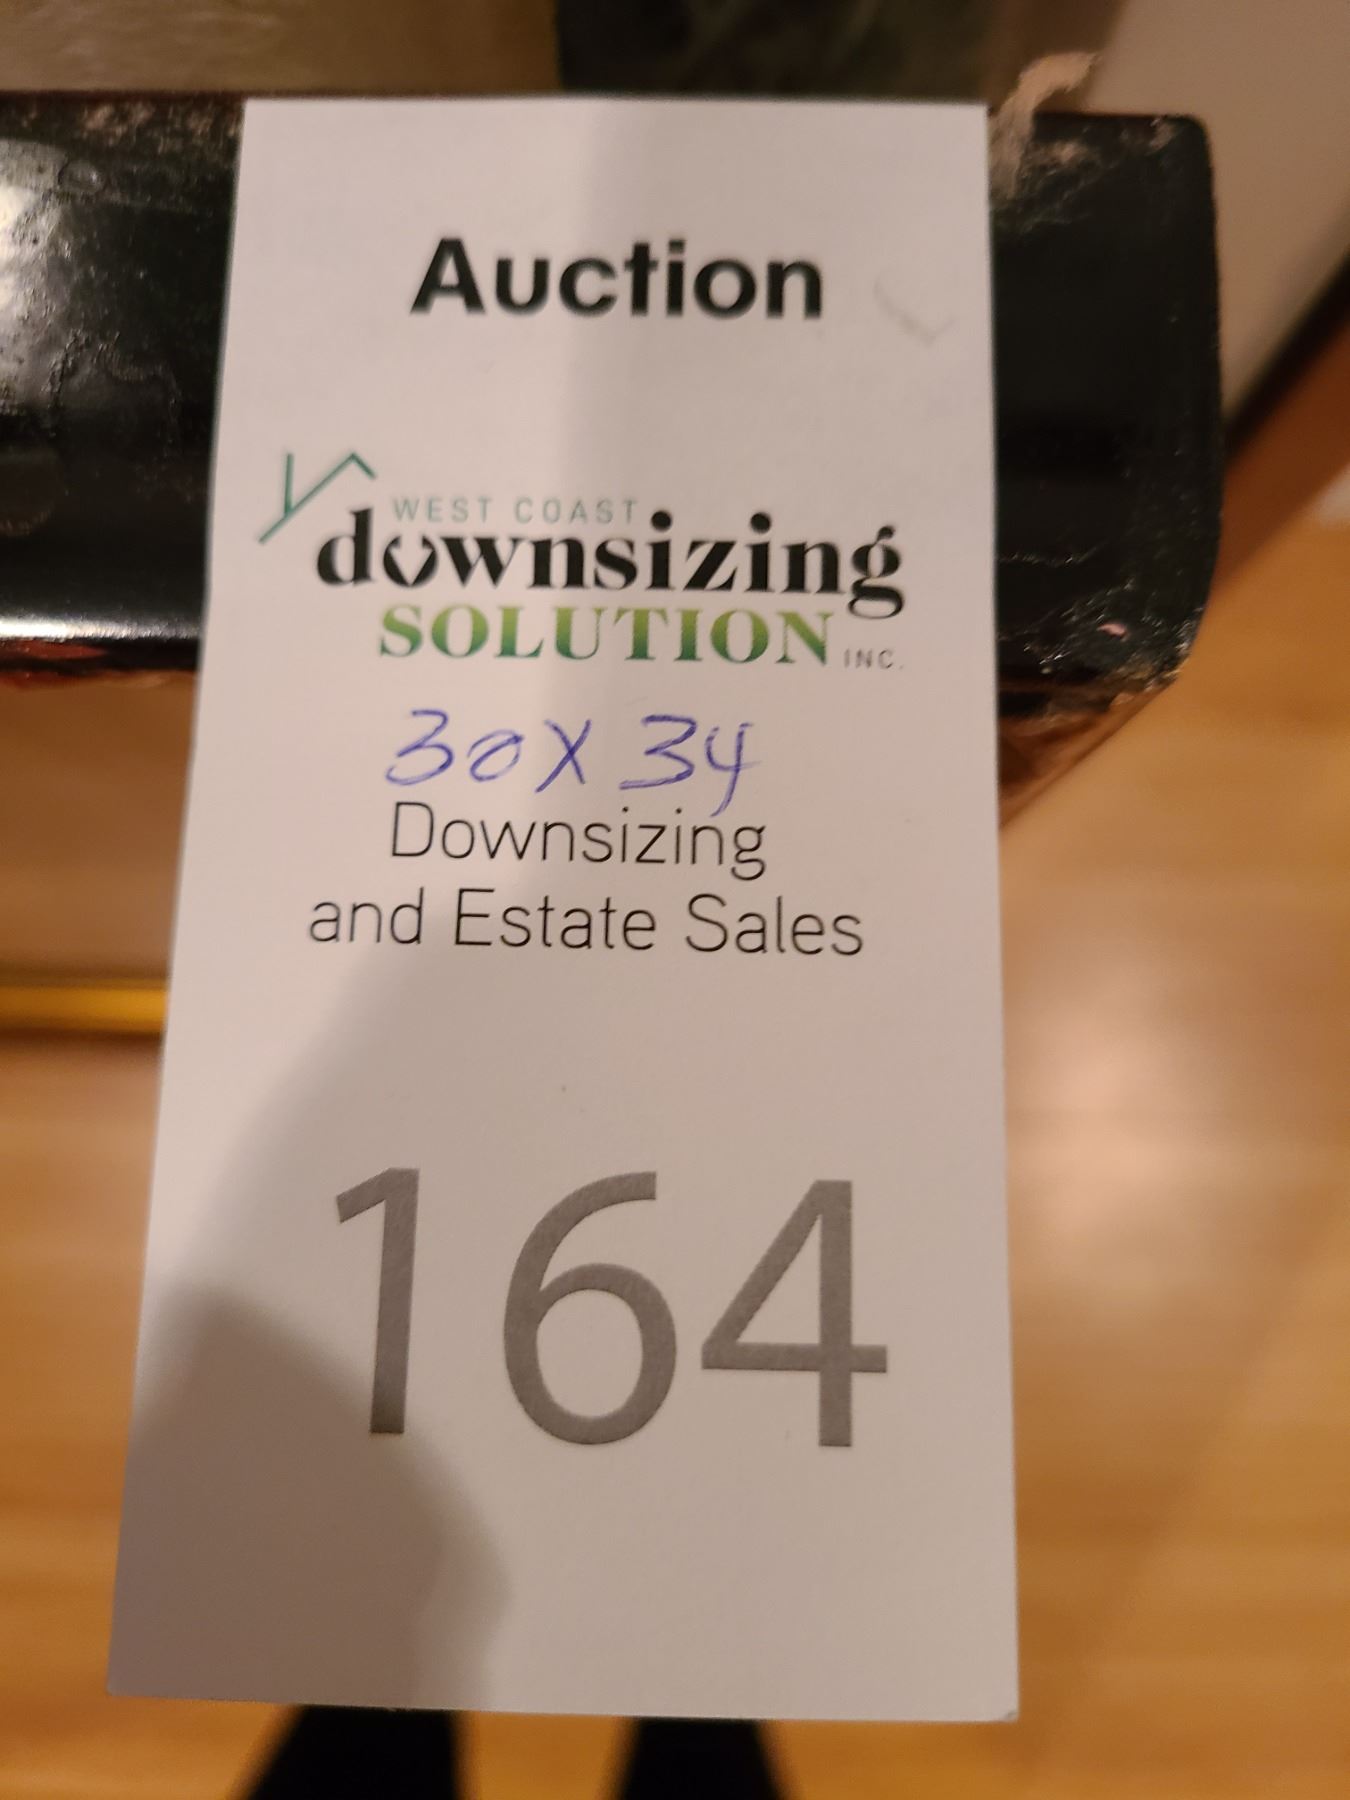 Auction
WEST COAST
downsizing
SOLUTION INC.
30 X 34
Downsizing
and Estate Sales
164